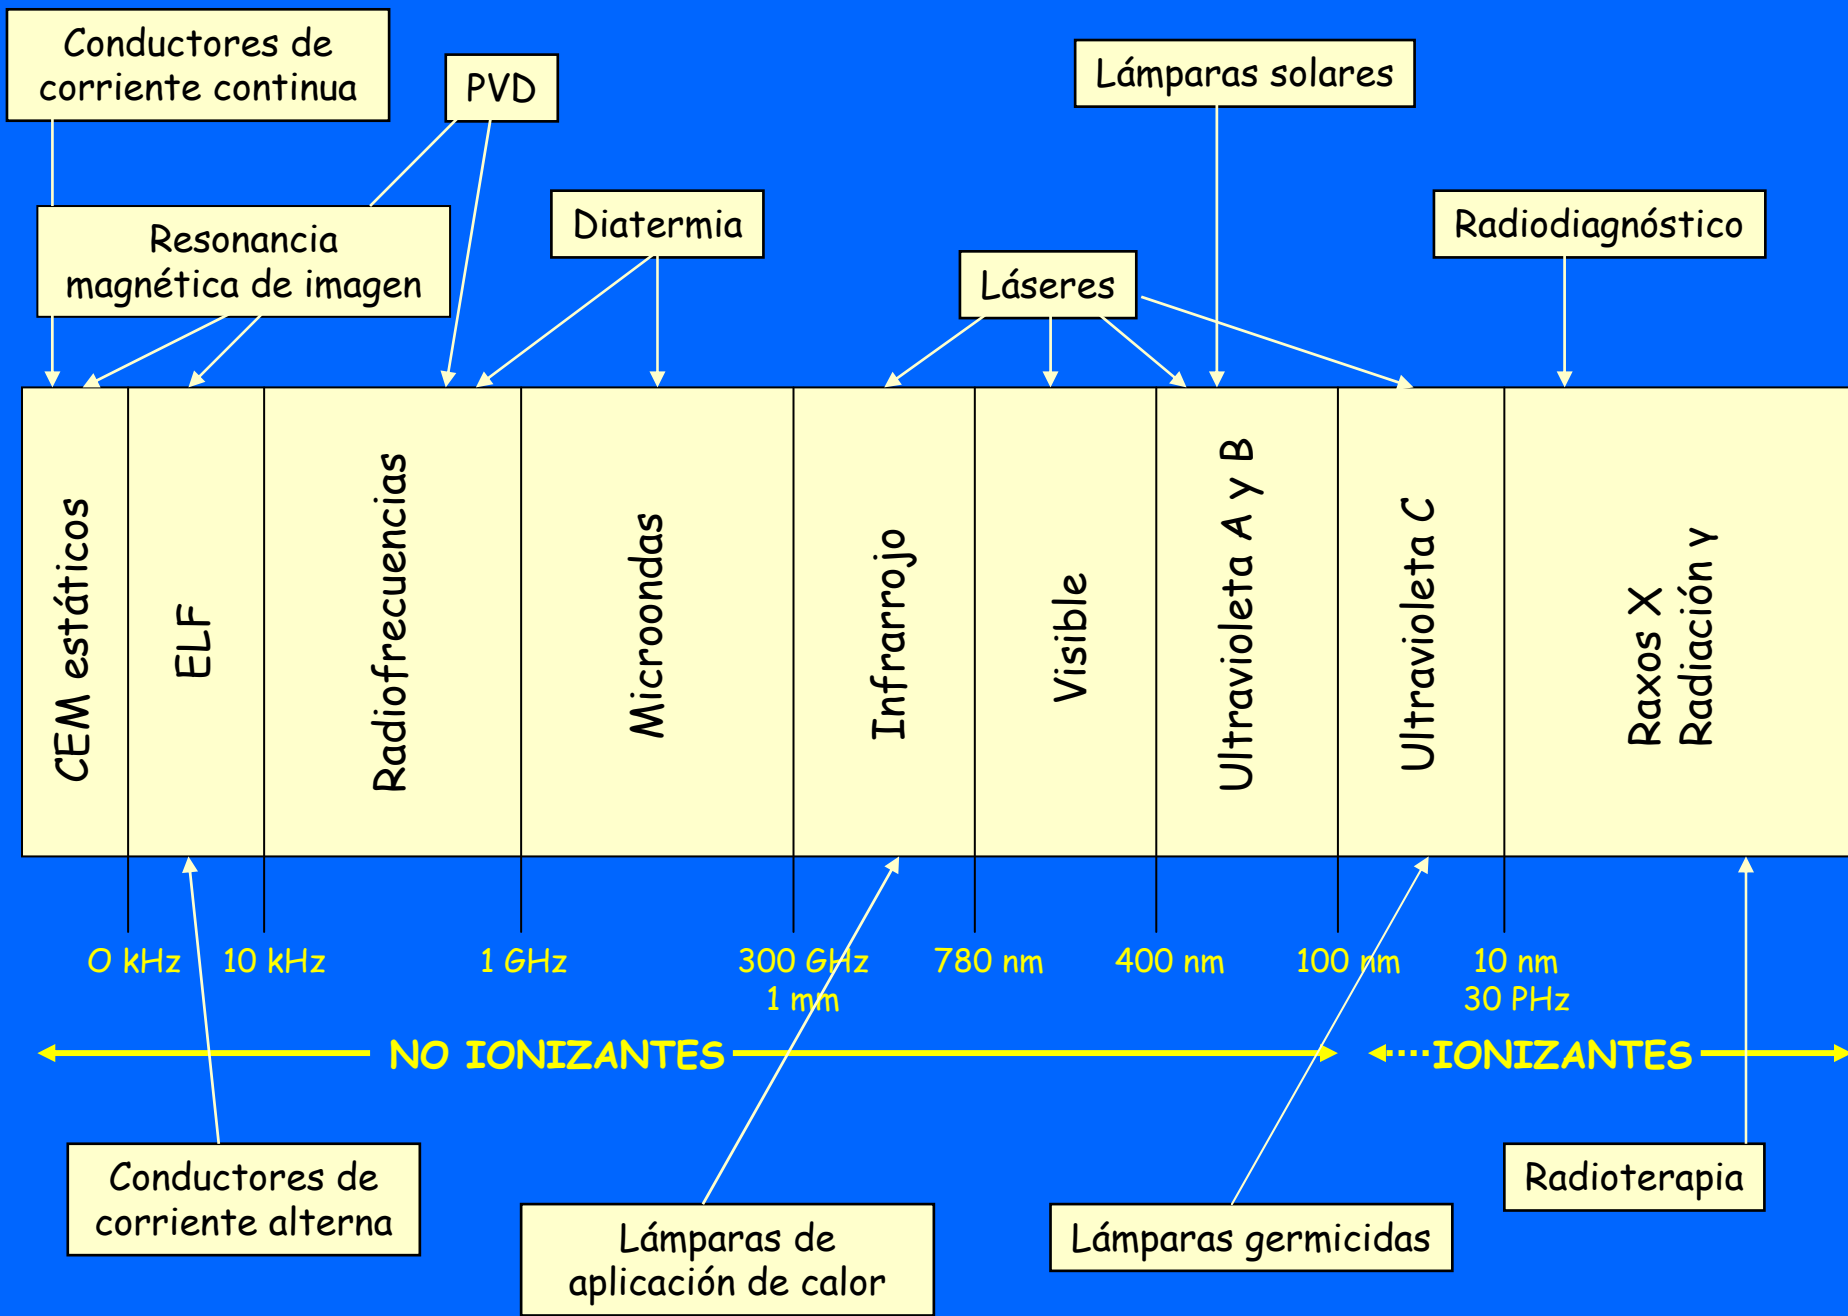 Conductores de
corriente continua
PVD
Lámparas solares
Resonancia
magnética de imagen
Diatermia
Láseres
Radiodiagnóstico
CEM estáticos
ELF
Radiofrecuencias
Microondas
Infrarrojo
Visible
Ultravioleta A y B
Ultravioleta C
Raxos X
Radiación γ
0 kHz
10 kHz
1 GHz
300 GHz
1 mm
780 nm
400 nm
100 nm
10 nm
30 PHz
NO IONIZANTES
IONIZANTES
Conductores de
corriente alterna
Lámparas de
aplicación de calor
Lámparas germicidas
Radioterapia